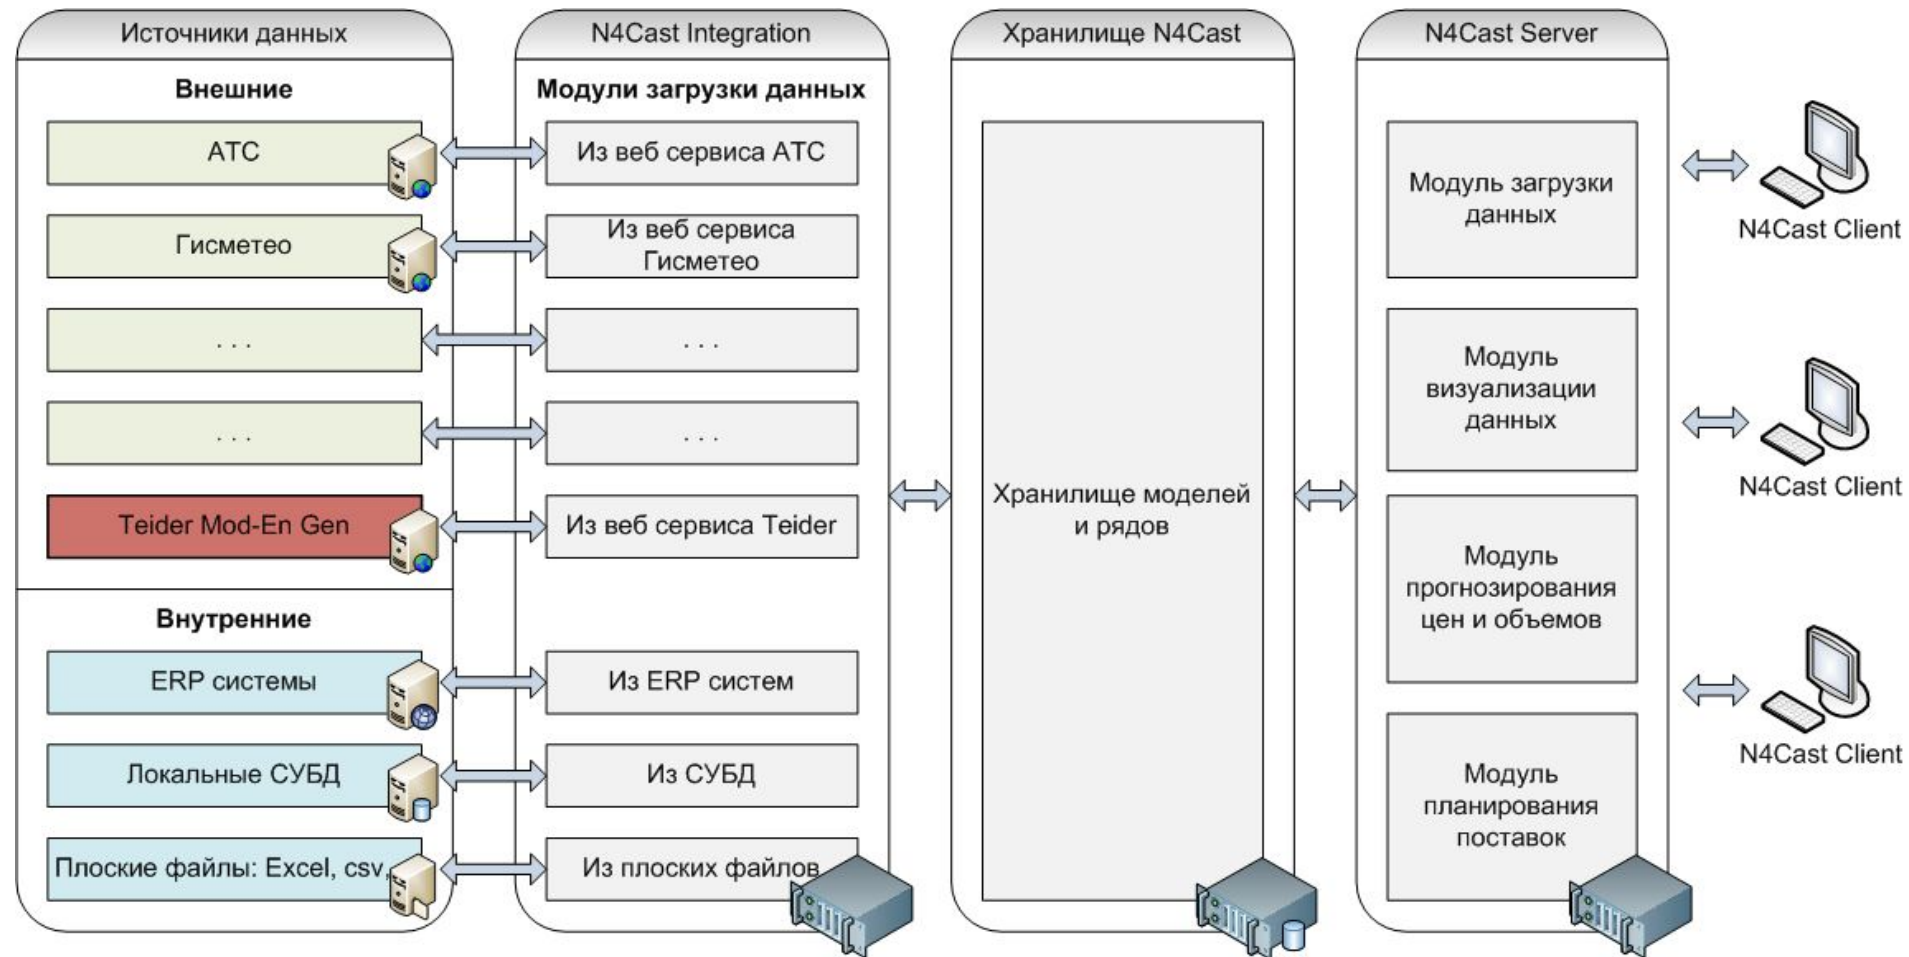 Источники данных
Внешние
АТС
Гисметео
. . .
. . .
Teider Mod-En Gen
Внутренние
ERP системы
Локальные СУБД
Плоские файлы: Excel, csv,
N4Cast Integration
Модули загрузки данных
Из веб сервиса АТС
Из веб сервиса
Гисметео
. . .
. . .
Из веб сервиса Teider
Из ERP систем
Из СУБД
Из плоских файлов
Хранилище N4Cast
Хранилище моделей
и рядов
N4Cast Server
Модуль загрузки
данных
Модуль
визуализации
данных
Модуль
прогнозирования
цен и объемов
Модуль
планирования
поставок
N4Cast Client
N4Cast Client
N4Cast Client